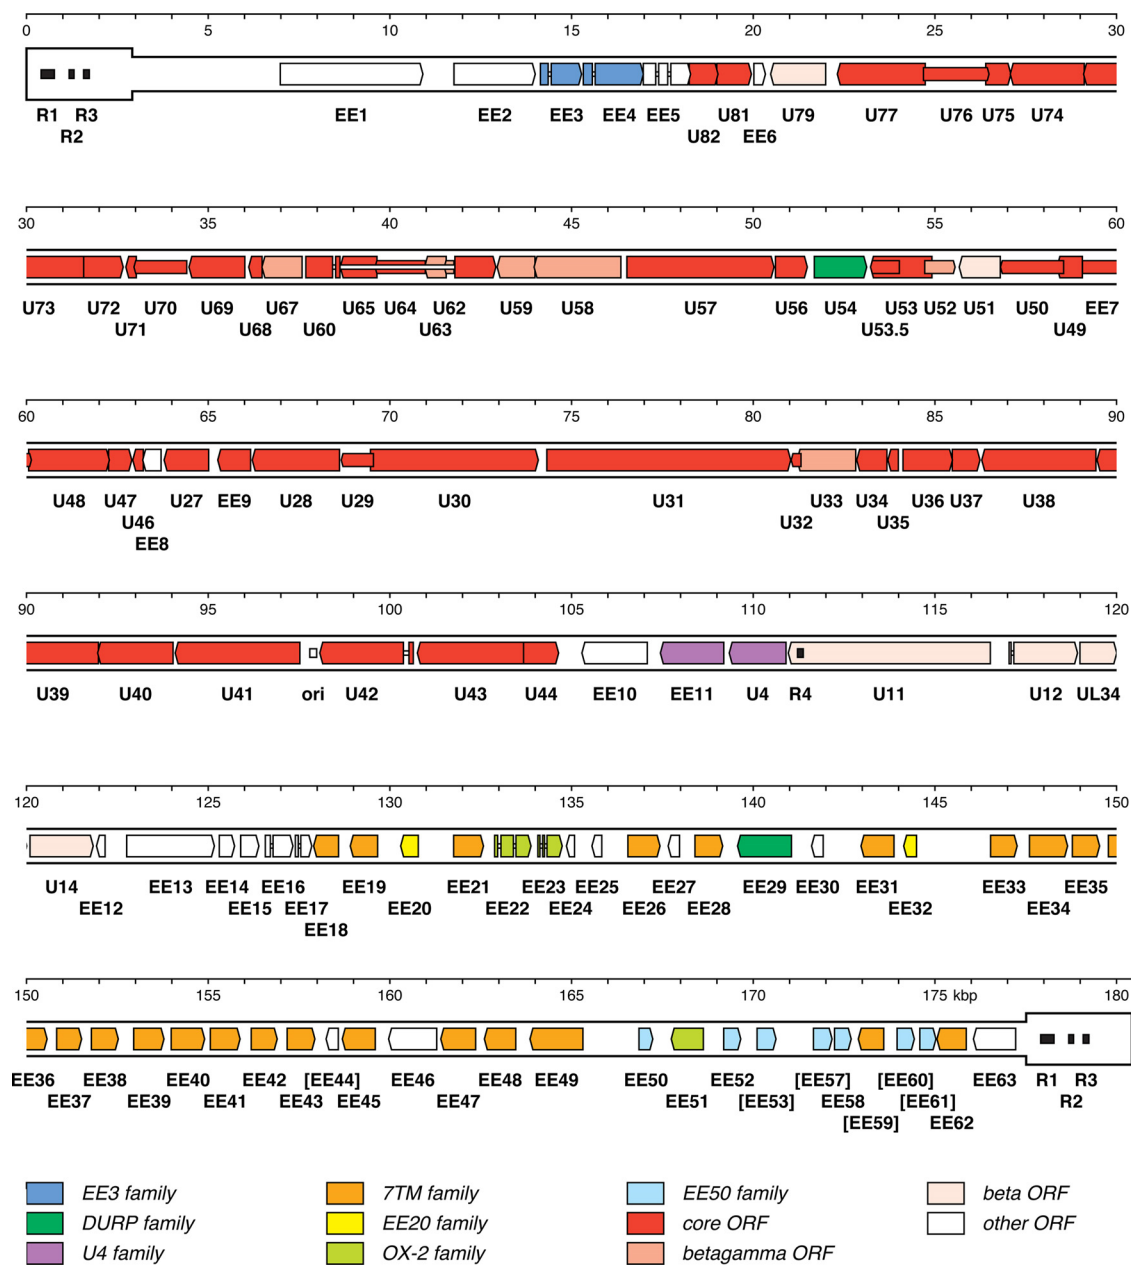 0 5 10 15 20 25 30
R1 R3 EE1 EE2 EE3 EE4 EE5 U81 U79 U77 U76 U75 U74
R2 U82 EE6
30 35 40 45 50 55 60
U73 U72 U70 U69 U67 U65 U64 U62 U59 U58 U57 U56 U54 U53 U52 U51 U50 EE7
U71 U68 U60 U63 U53.5 U49
60 65 70 75 80 85 90
U48 U47 U27 EE9 U28 U29 U30 U31 U33 U34 U36 U37 U38
U46 U32 U35
EE8
90 95 100 105 110 115 120
U39 U40 U41 ori U42 U43 U44 EE10 EE11 U4 R4 U11 U12 UL34
120 125 130 135 140 145 150
U14 EE13 EE14 EE16 EE19 EE21 EE23 EE25 EE27 EE29 EE30 EE31 EE33 EE35
EE12 EE15 EE17 EE20 EE22 EE24 EE26 EE28 EE32 EE34
EE18
150 155 160 165 170 175 kbp 180
EE36 EE38 EE40 EE42 [EE44] EE46 EE48 EE49 EE50 EE52 [EE57] [EE60] EE63 R1 R3
EE37 EE39 EE41 EE43 EE45 EE47 EE51 [EE53] EE58 [EE61] R2
[EE59] EE62
EE3 family 7TM family EE50 family beta ORF
DURP family EE20 family core ORF other ORF
U4 family OX-2 family betagamma ORF